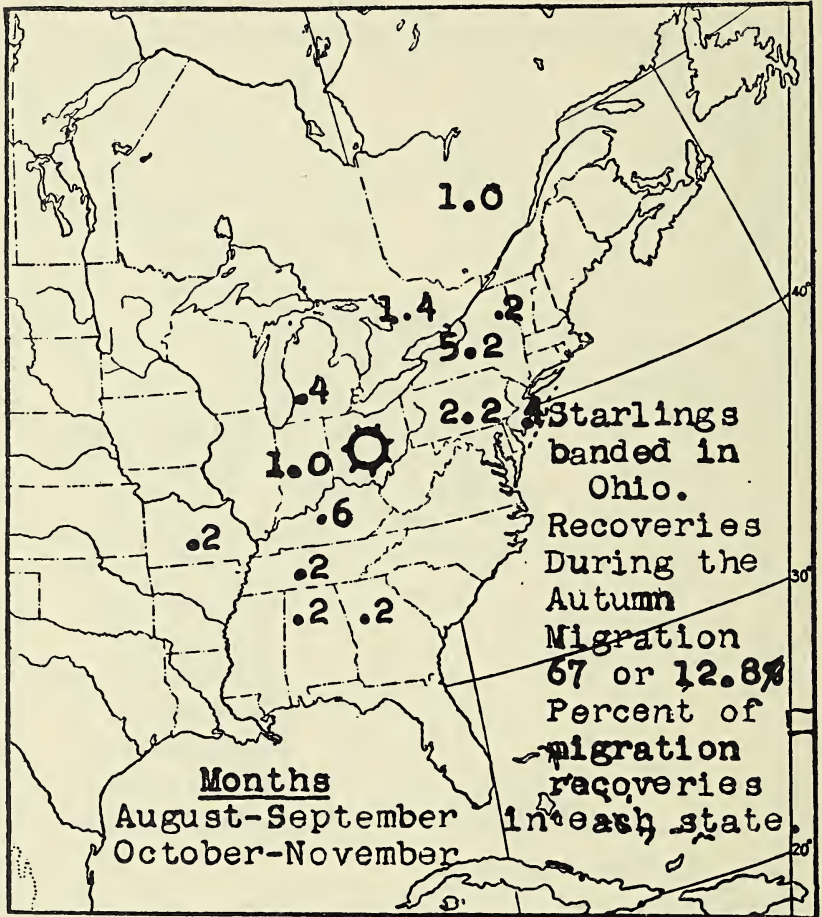 1.0
1.4 .2
5.2
.4
2.2 .4
1.0
.6
.2
.2
.2 .2
40°
30°
20°
Starlings
banded in
Ohio.
Recoveries
During the
Autumn
Migration
67 or 12.8%
Percent of
migration
recoveries
in each state.
Months
August-September
October-November